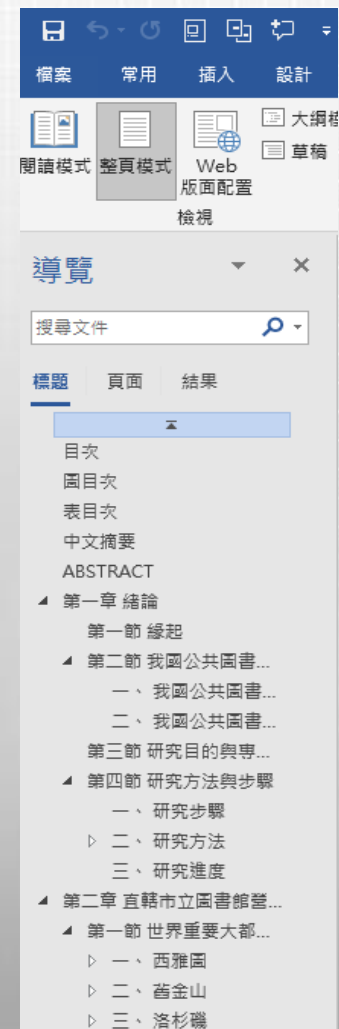 檔案 常用 插入 設計
大綱模
草稿
閱讀模式 整頁模式 Web
版面配置
檢視
導覽
搜尋文件
標題 頁面 結果
目次
圖目次
表目次
中文摘要
ABSTRACT
第一章 緒論
第一節 緣起
第二節 我國公共圖書...
一、 我國公共圖書...
二、 我國公共圖書...
第三節 研究目的與專...
第四節 研究方法與步驟
一、 研究步驟
二、 研究方法
三、 研究進度
第二章 直轄市立圖書館營...
第一節 世界重要大都...
一、 西雅圖
二、 舊金山
三、 洛杉磯